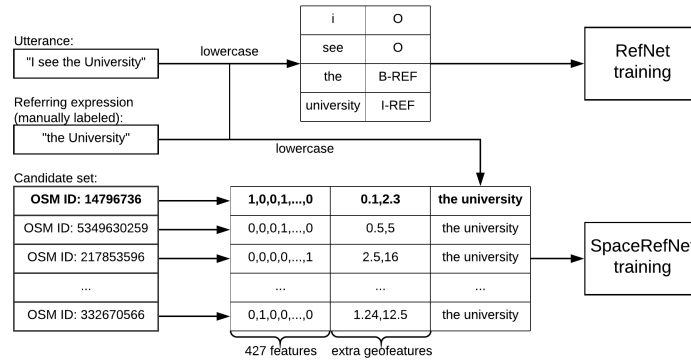 Utterance:
"I see the University"
lowercase
i O
see O
the B-REF
university I-REF
RefNet
training
Referring expression
(manually labeled):
"the University"
lowercase
Candidate set:
OSM ID: 14796736 1,0,0,1,...,0 0.1,2.3 the university
OSM ID: 5349630259 0,0,0,1,...,0 0.5,5 the university
OSM ID: 217853596 0,0,0,0,...,1 2.5,16 the university
... ... ... ...
OSM ID: 332670566 0,1,0,0,...,0 1.24,12.5 the university
SpaceRefNet
training
427 features extra geofeatures